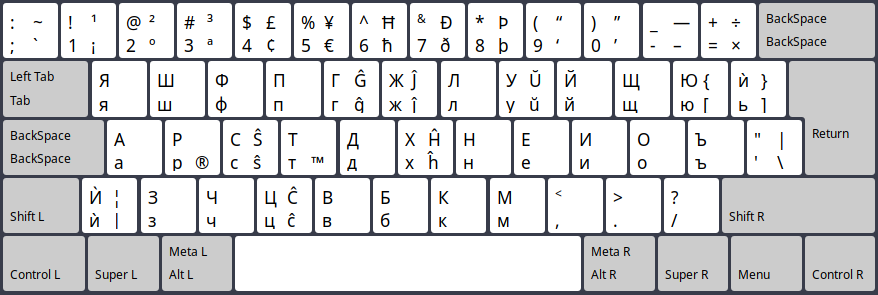 : ~ ! ¹ @ ² # ³ $ £ % ¥ ^ Ħ & Ð * Þ ( “ ) ” _ — + ÷ BackSpace
; ` 1 ¡ 2 º 3 ª 4 ¢ 5 € 6 ħ 7 ð 8 þ 9 ‘ 0 ’ - – = × BackSpace
Left Tab Я Ш Ф П Г Ĝ Ж Ĵ Л У Ŭ Й Щ Ю { ѝ }
Tab я ш ф п г ĝ ж ĵ л у ŭ й щ ю [ ь ]
BackSpace А Р С Ŝ Т Д Х Ĥ Н Е И О Ъ " | Return
BackSpace а р ® с ŝ т ™ д х ĥ н е и о ъ ' \
Ѝ ¦ З Ч Ц Ĉ В Б К М < > ?
Shift L ѝ | з ч ц ĉ в б к м , . / Shift R
Meta L Meta R
Control L Super L Alt L Alt R Super R Menu Control R